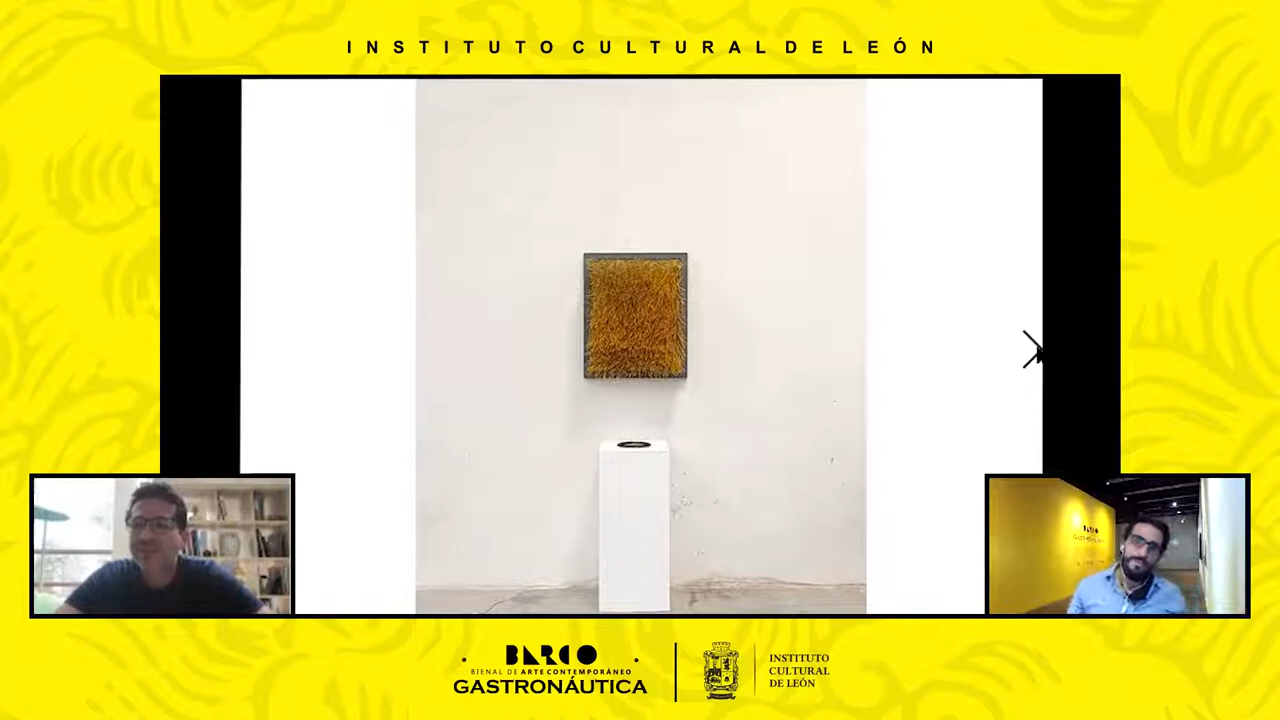 INSTITUTO CULTURAL DE LEÓN
BARCO
BIENAL DE ARTE CONTEMPORÁNEO
GASTRONÁUTICA
INSTITUTO
CULTURAL
DE LEÓN